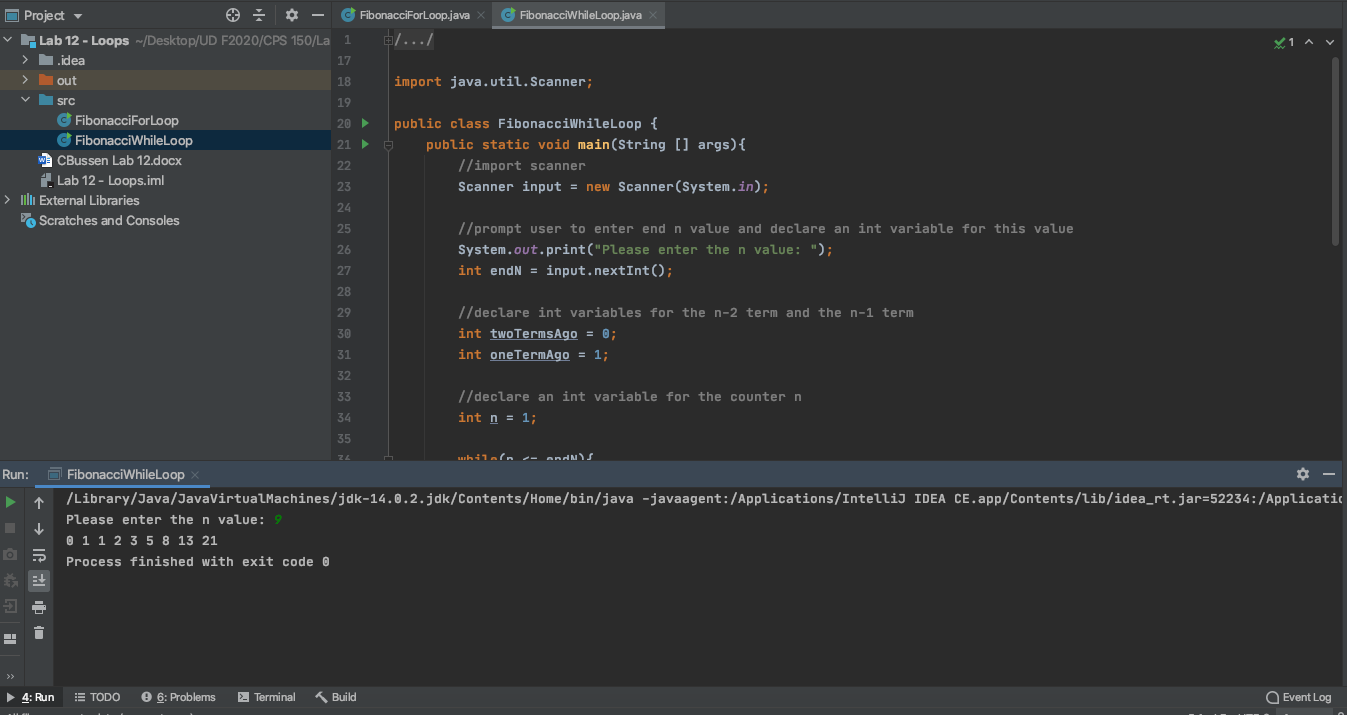 Project
FibonacciForLoop.java
FibonacciWhileLoop.java
Lab 12 - Loops ~/Desktop/UD F2020/CPS 150/La
.idea
out
src
FibonacciForLoop
FibonacciWhileLoop
CBussen Lab 12.docx
Lab 12 - Loops.iml
External Libraries
Scratches and Consoles
1 /.../
1
17
18 import java.util.Scanner;
19
20 public class FibonacciWhileLoop {
21 public static void main(String [] args){
22 //import scanner
23 Scanner input = new Scanner(System.in);
24
25 //prompt user to enter end n value and declare an int variable for this value
26 System.out.print("Please enter the n value: ");
27 int endN = input.nextInt();
28
29 //declare int variables for the n-2 term and the n-1 term
30 int twoTermsAgo = 0;
31 int oneTermAgo = 1;
32
33 //declare an int variable for the counter n
34 int n = 1;
35
36 while(n <= endN){
Run: FibonacciWhileLoop
/Library/Java/JavaVirtualMachines/jdk-14.0.2.jdk/Contents/Home/bin/java -javaagent:/Applications/IntelliJ IDEA CE.app/Contents/lib/idea_rt.jar=52234:/Applicatio
Please enter the n value: 9
0 1 1 2 3 5 8 13 21
Process finished with exit code 0
4: Run TODO 6: Problems Terminal Build Event Log